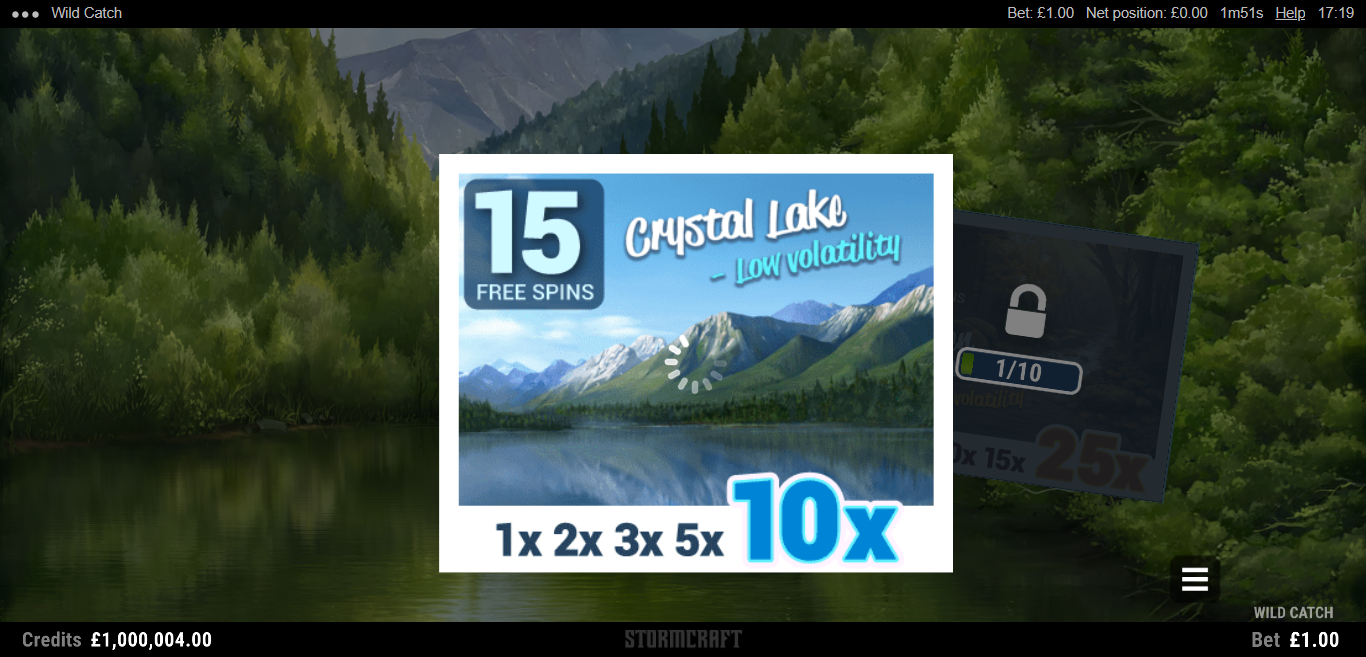 Wild Catch
Bet: £1.00 Net position: £0.00 1m51s Help 17:19
15
FREE SPINS
Crystal Lake
- Low volatility
1/10
volatility
15x 25x
1x 2x 3x 5x 10x
WILD CATCH
Credits £1,000,004.00
STORMCRAFT
Bet £1.00